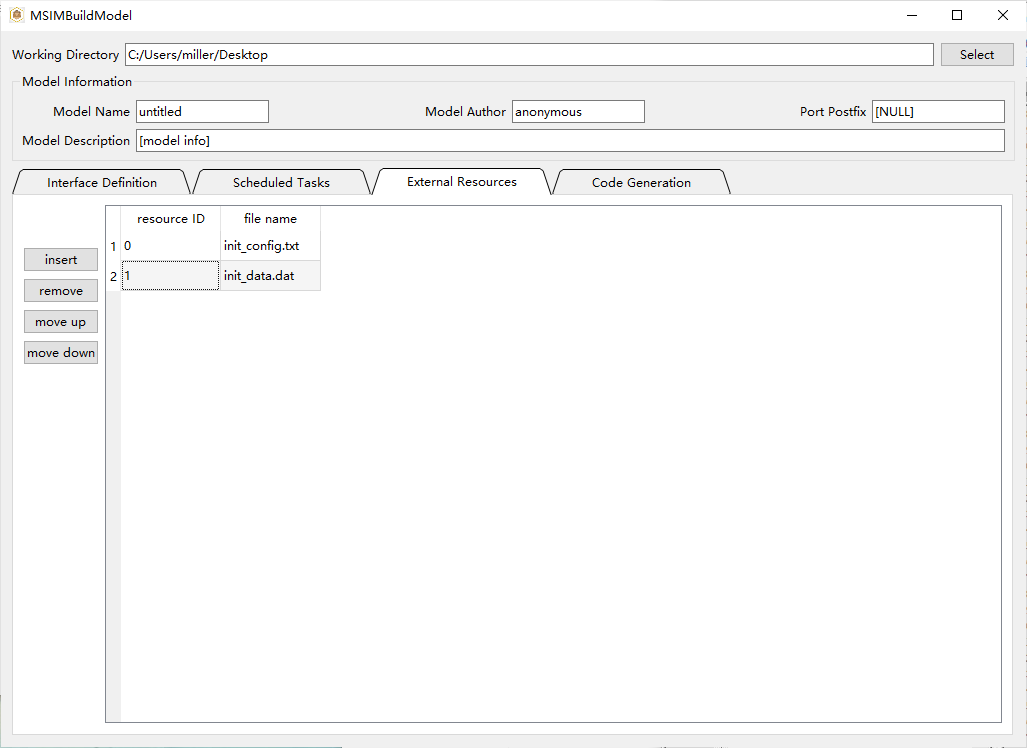 MSIMBuildModel
Working Directory C:/Users/miller/Desktop Select
Model Information
Model Name untitled Model Author anonymous Port Postfix [NULL]
Model Description [model info]
Interface Definition Scheduled Tasks External Resources Code Generation
resource ID file name
1 0 init_config.txt
insert
2 1 init_data.dat
remove
move up
move down